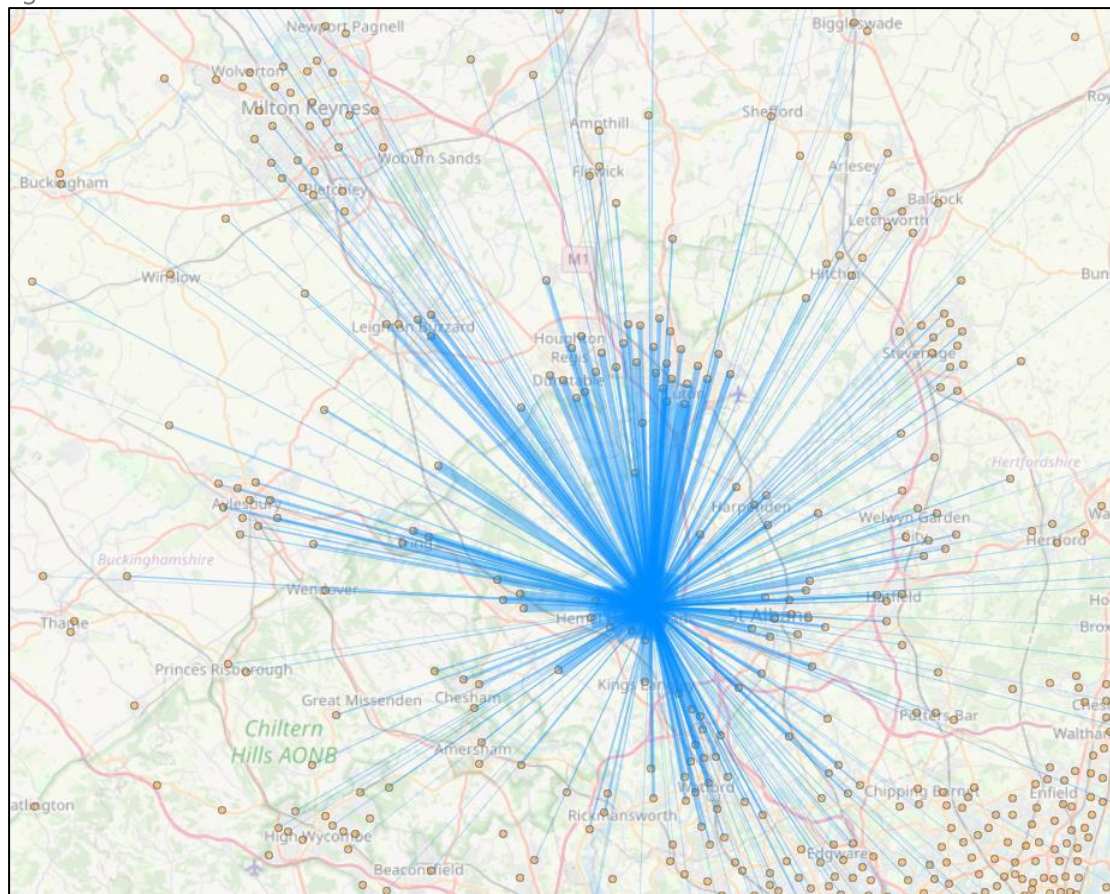 Newport Pagnell
Biggleswade
Wolverton
Milton Keynes
Ampthill
Shefford
Woburn Sands
Flitwick
Arlesey
Buckingham
Bletchley
Baldock
Letchworth
M1
Winslow
Hitchin
Leighton Buzzard
Houghton
Regis
Stevenage
Dunstable
Luton
Hertfordshire
Aylesbury
Harpenden
Welwyn Garden
City
Hertford
Buckinghamshire
Tring
Wendover
Hatfield
Thame
St Albans
Princes Risborough
Kings Langley
Great Missenden
Chesham
Potters Bar
Chiltern
Hills AONB
Amersham
Watford
Chipping Barnet
Enfield
Rickmansworth
High Wycombe
Edgware
Beaconsfield